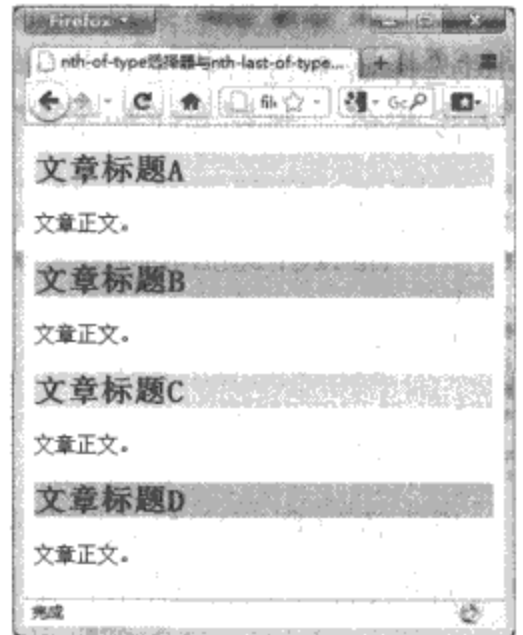 Firefox
nth-of-type选择器与nth-last-of-type...
文章标题A
文章正文。
文章标题B
文章正文。
文章标题C
文章正文。
文章标题D
文章正文。
完成